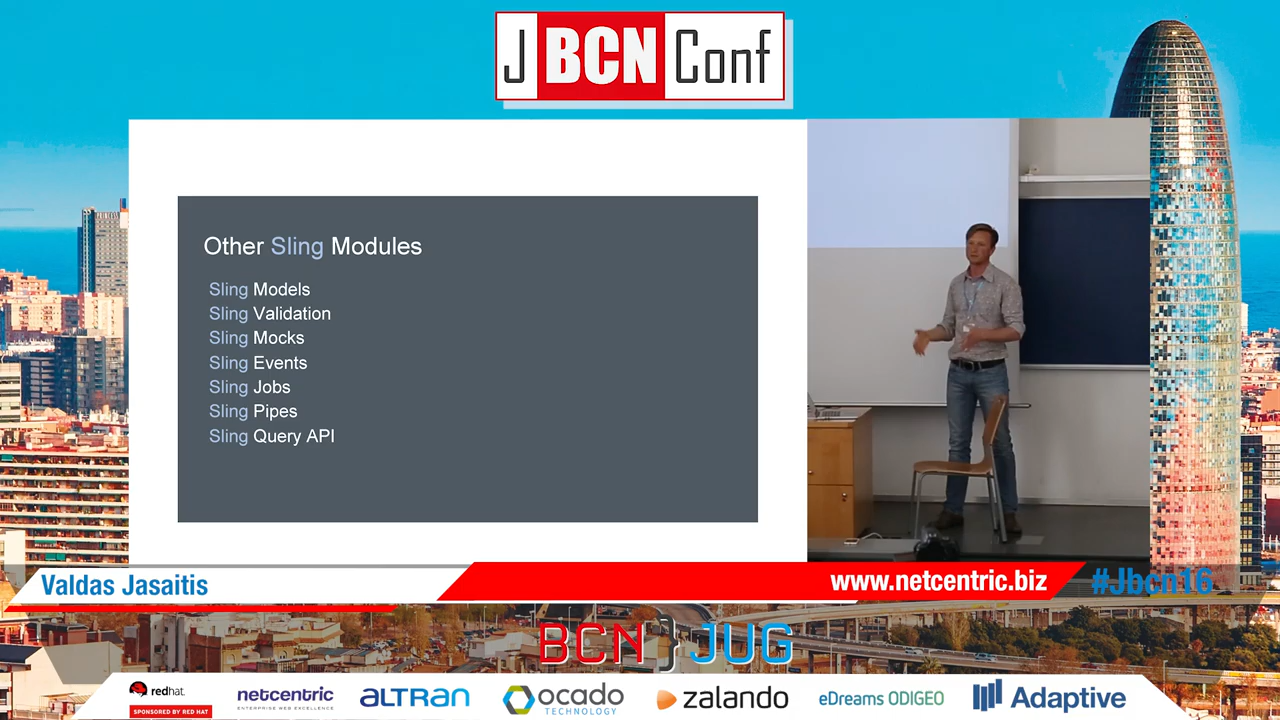 J BCN Conf
Other Sling Modules
Sling Models
Sling Validation
Sling Mocks
Sling Events
Sling Jobs
Sling Pipes
Sling Query API
Valdas Jasaitis
www.netcentric.biz
#Jbcn16
BCN JUG
redhat.
SPONSORED BY RED HAT
netcentric
ENTERPRISE WEB EXCELLENCE
ALTRAN
ocado
TECHNOLOGY
zalando
eDreams ODIGEO
Adaptive